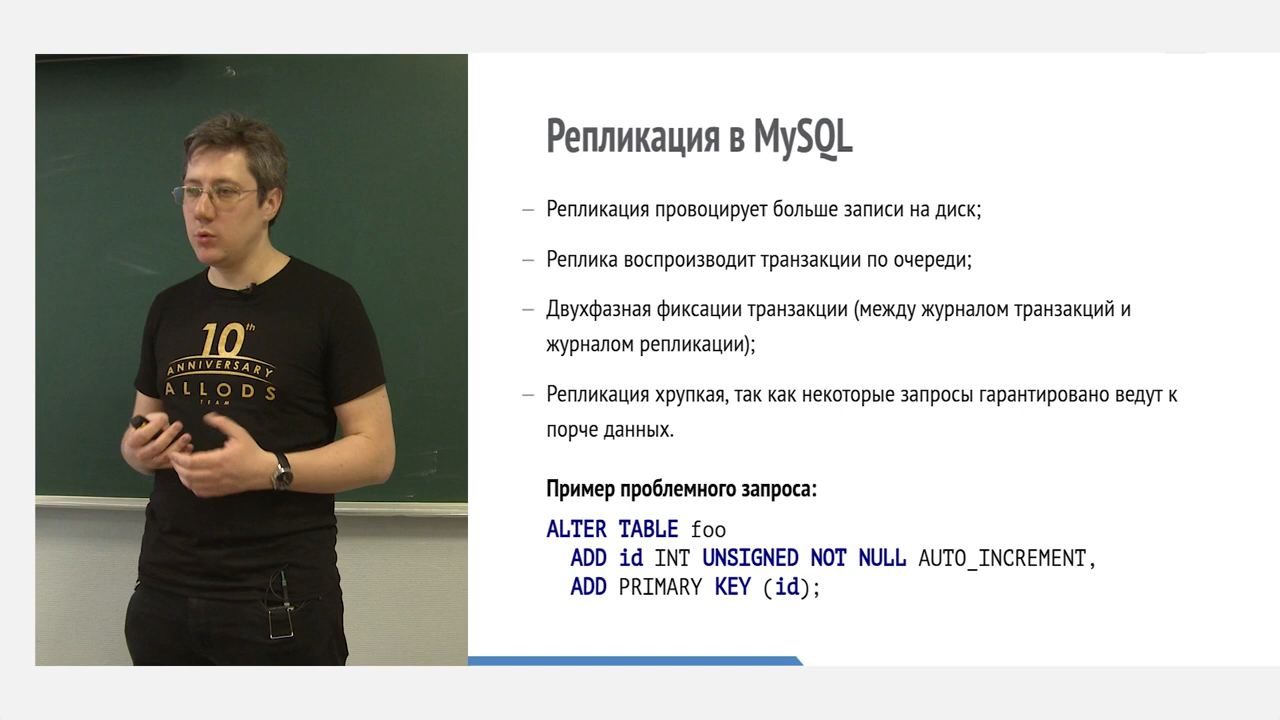 Репликация в MySQL
– Репликация провоцирует больше записи на диск;
– Реплика воспроизводит транзакции по очереди;
– Двухфазная фиксации транзакции (между журналом транзакций и
журналом репликации);
– Репликация хрупкая, так как некоторые запросы гарантировано ведут к
порче данных.
Пример проблемного запроса:
ALTER TABLE foo
ADD id INT UNSIGNED NOT NULL AUTO_INCREMENT,
ADD PRIMARY KEY (id);
10th
ANNIVERSARY
ALLODS
TEAM